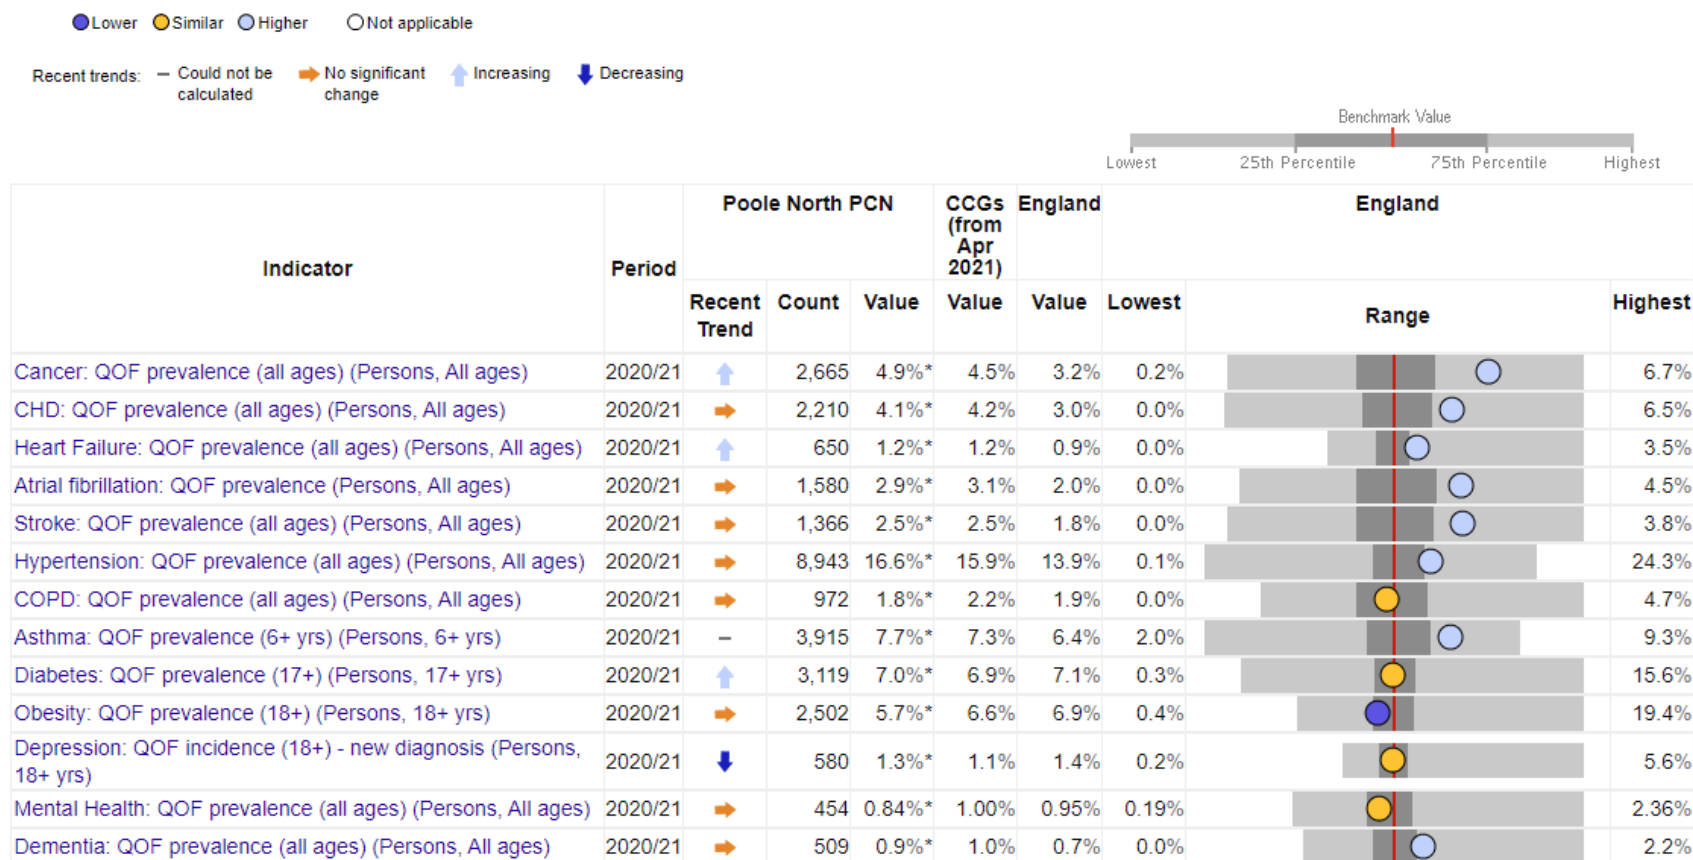 Lower Similar Higher Not applicable
Recent trends: – Could not be calculated No significant change Increasing Decreasing
Benchmark Value
Lowest 25th Percentile 75th Percentile Highest
Indicator Period Poole North PCN CCGs (from Apr 2021) England England
Recent Trend Count Value Value Value Lowest Range Highest
Cancer: QOF prevalence (all ages) (Persons, All ages) 2020/21 2,665 4.9%* 4.5% 3.2% 0.2% 6.7%
CHD: QOF prevalence (all ages) (Persons, All ages) 2020/21 2,210 4.1%* 4.2% 3.0% 0.0% 6.5%
Heart Failure: QOF prevalence (all ages) (Persons, All ages) 2020/21 650 1.2%* 1.2% 0.9% 0.0% 3.5%
Atrial fibrillation: QOF prevalence (Persons, All ages) 2020/21 1,580 2.9%* 3.1% 2.0% 0.0% 4.5%
Stroke: QOF prevalence (all ages) (Persons, All ages) 2020/21 1,366 2.5%* 2.5% 1.8% 0.0% 3.8%
Hypertension: QOF prevalence (all ages) (Persons, All ages) 2020/21 8,943 16.6%* 15.9% 13.9% 0.1% 24.3%
COPD: QOF prevalence (all ages) (Persons, All ages) 2020/21 972 1.8%* 2.2% 1.9% 0.0% 4.7%
Asthma: QOF prevalence (6+ yrs) (Persons, 6+ yrs) 2020/21 – 3,915 7.7%* 7.3% 6.4% 2.0% 9.3%
Diabetes: QOF prevalence (17+) (Persons, 17+ yrs) 2020/21 3,119 7.0%* 6.9% 7.1% 0.3% 15.6%
Obesity: QOF prevalence (18+) (Persons, 18+ yrs) 2020/21 2,502 5.7%* 6.6% 6.9% 0.4% 19.4%
Depression: QOF incidence (18+) - new diagnosis (Persons,
18+ yrs) 2020/21 580 1.3%* 1.1% 1.4% 0.2% 5.6%
Mental Health: QOF prevalence (all ages) (Persons, All ages) 2020/21 454 0.84%* 1.00% 0.95% 0.19% 2.36%
Dementia: QOF prevalence (all ages) (Persons, All ages) 2020/21 509 0.9%* 1.0% 0.7% 0.0% 2.2%